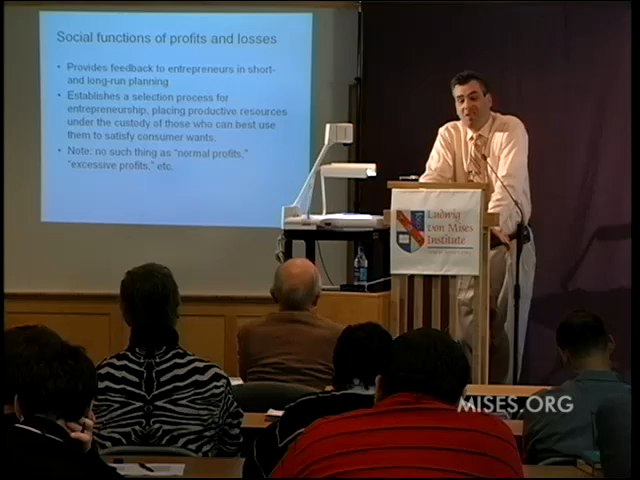 Social functions of profits and losses
• Provides feedback to entrepreneurs in short-
and long-run planning
• Establishes a selection process for
entrepreneurship, placing productive resources
under the custody of those who can best use
them to satisfy consumer wants.
• Note: no such thing as “normal profits,”
“excessive profits,” etc.
Ludwig
von Mises
Institute
MISES.ORG